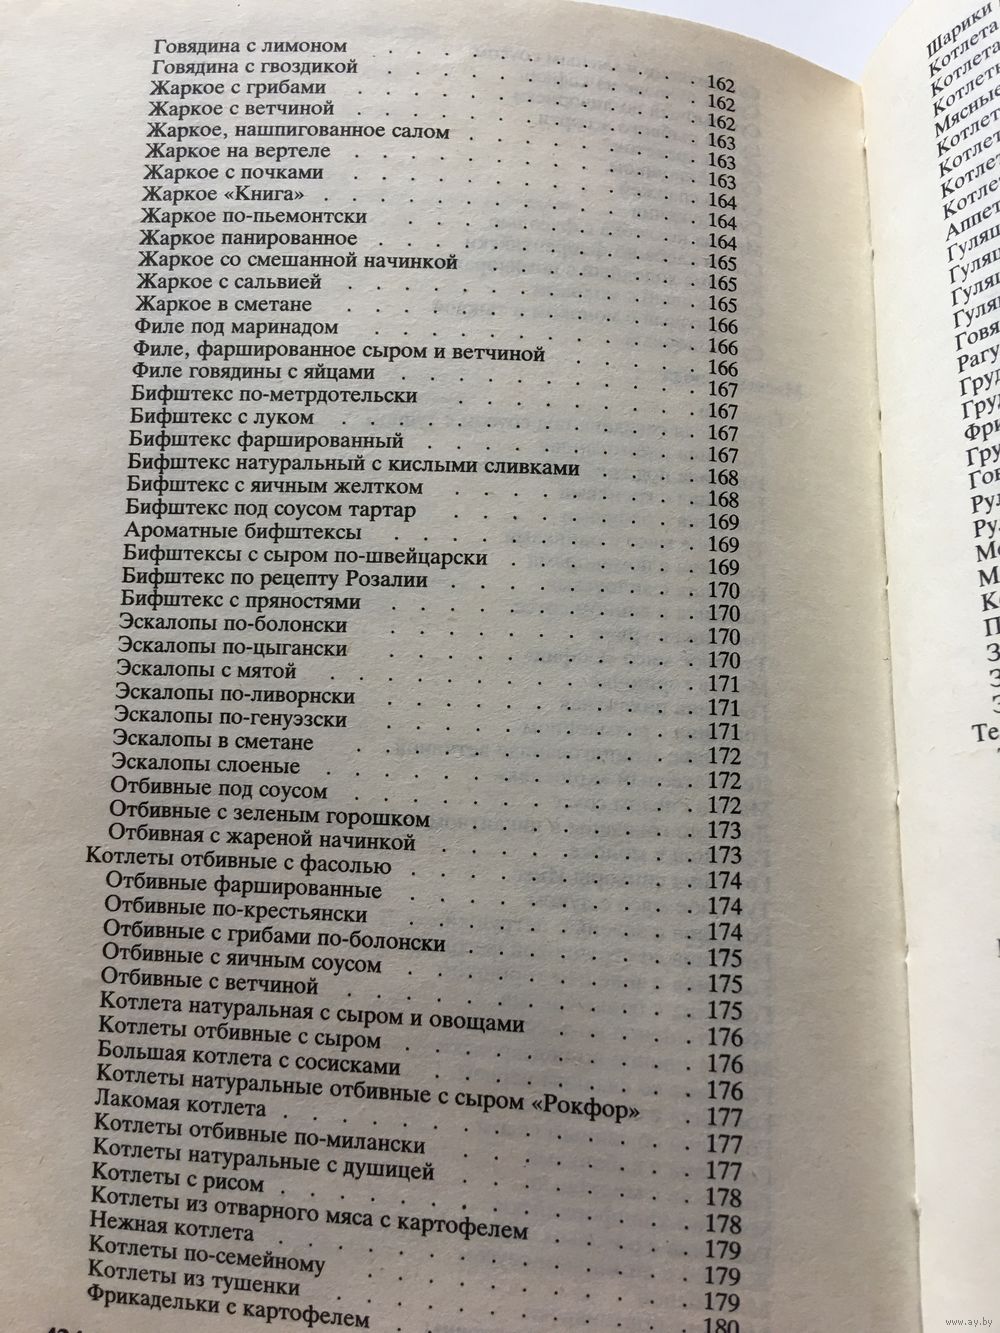 Говядина с лимоном . . . . . . . . 162
Говядина с гвоздикой . . . . . . . . 162
Жаркое с грибами . . . . . . . . 162
Жаркое с ветчиной . . . . . . . . 163
Жаркое, нашпигованное салом . . . . . . 163
Жаркое на вертеле . . . . . . . . 163
Жаркое с почками . . . . . . . . 164
Жаркое «Книга» . . . . . . . . 164
Жаркое по-пьемонтски . . . . . . . . 164
Жаркое панированное . . . . . . . . 165
Жаркое со смешанной начинкой . . . . . . 165
Жаркое с сальвией . . . . . . . . 165
Жаркое в сметане . . . . . . . . 166
Филе под маринадом . . . . . . . . 166
Филе, фаршированное сыром и ветчиной . . . . 166
Филе говядины с яйцами . . . . . . . 167
Бифштекс по-метрдотельски . . . . . . 167
Бифштекс с луком . . . . . . . . 167
Бифштекс фаршированный . . . . . . . 167
Бифштекс натуральный с кислыми сливками . . . 168
Бифштекс с яичным желтком . . . . . . 168
Бифштекс под соусом тартар . . . . . . 169
Ароматные бифштексы . . . . . . . . 169
Бифштексы с сыром по-швейцарски . . . . . 169
Бифштекс по рецепту Розалии . . . . . . 170
Бифштекс с пряностями . . . . . . . 170
Эскалопы по-болонски . . . . . . . . 170
Эскалопы по-цыгански . . . . . . . . 170
Эскалопы с мятой . . . . . . . . 171
Эскалопы по-ливорнски . . . . . . . . 171
Эскалопы по-генуэзски . . . . . . . . 171
Эскалопы в сметане . . . . . . . . 172
Эскалопы слоеные . . . . . . . . 172
Отбивные под соусом . . . . . . . . 172
Отбивные с зеленым горошком . . . . . . 173
Отбивная с жареной начинкой . . . . . . 173
Котлеты отбивные с фасолью . . . . . . 174
Отбивные фаршированные . . . . . . . 174
Отбивные по-крестьянски . . . . . . . 174
Отбивные с грибами по-болонски . . . . . 175
Отбивные с яичным соусом . . . . . . . 175
Отбивные с ветчиной . . . . . . . . 175
Котлета натуральная с сыром и овощами . . . . 176
Котлеты отбивные с сыром . . . . . . . 176
Большая котлета с сосисками . . . . . . 176
Котлеты натуральные отбивные с сыром «Рокфор» . . 177
Лакомая котлета . . . . . . . . 177
Котлеты отбивные по-милански . . . . . . 177
Котлеты натуральные с душицей . . . . . . 178
Котлеты с рисом . . . . . . . . 178
Котлеты из отварного мяса с картофелем . . . . 179
Нежная котлета . . . . . . . . 179
Котлеты по-семейному . . . . . . . . 179
Котлеты из тушенки . . . . . . . . 180
Фрикадельки с картофелем . . . . . . .
Шарики
Котлета
Котлета
Котлеты
Мясные
www.ay.by